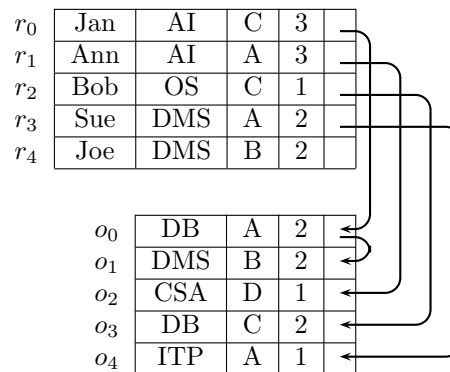 r0 Jan AI C 3
r1 Ann AI A 3
r2 Bob OS C 1
r3 Sue DMS A 2
r4 Joe DMS B 2
o0 DB A 2
o1 DMS B 2
o2 CSA D 1
o3 DB C 2
o4 ITP A 1